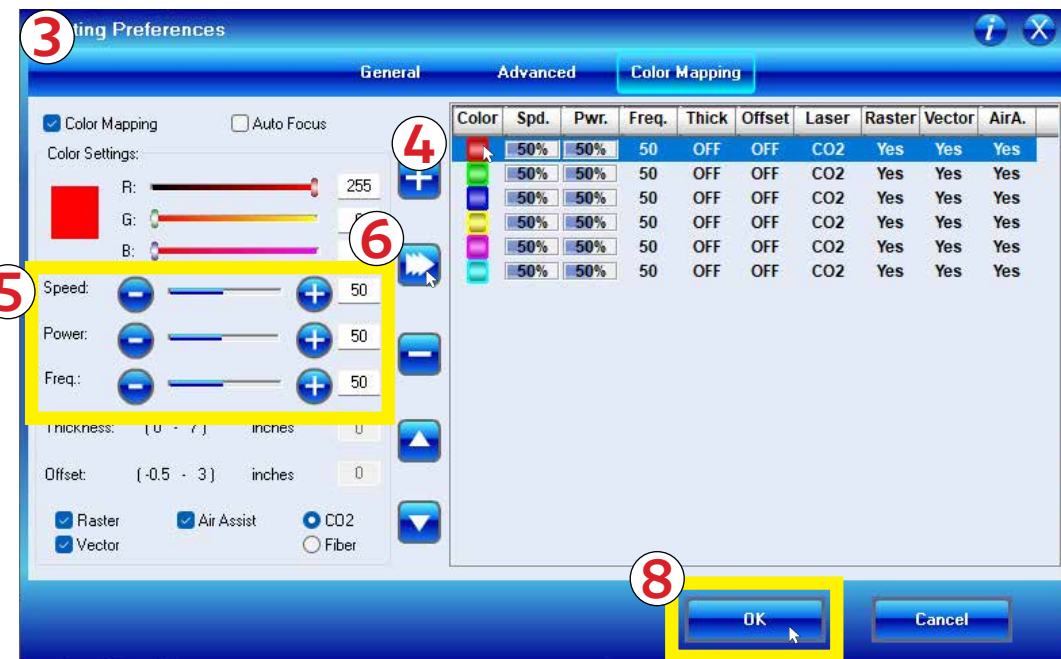 3 ting Preferences
General Advanced Color Mapping
Color Mapping Auto Focus
Color Settings:
R: 255
G:
B:
Speed: 50
Power: 50
Freq.: 50
Thickness: ( 0 - 7 ) inches 0
Offset: ( -0.5 - 3 ) inches 0
Raster Air Assist CO2
Vector Fiber
4
6
5
Color Spd. Pwr. Freq. Thick Offset Laser Raster Vector AirA.
50% 50% 50 OFF OFF CO2 Yes Yes Yes
50% 50% 50 OFF OFF CO2 Yes Yes Yes
50% 50% 50 OFF OFF CO2 Yes Yes Yes
50% 50% 50 OFF OFF CO2 Yes Yes Yes
50% 50% 50 OFF OFF CO2 Yes Yes Yes
50% 50% 50 OFF OFF CO2 Yes Yes Yes
8
OK Cancel